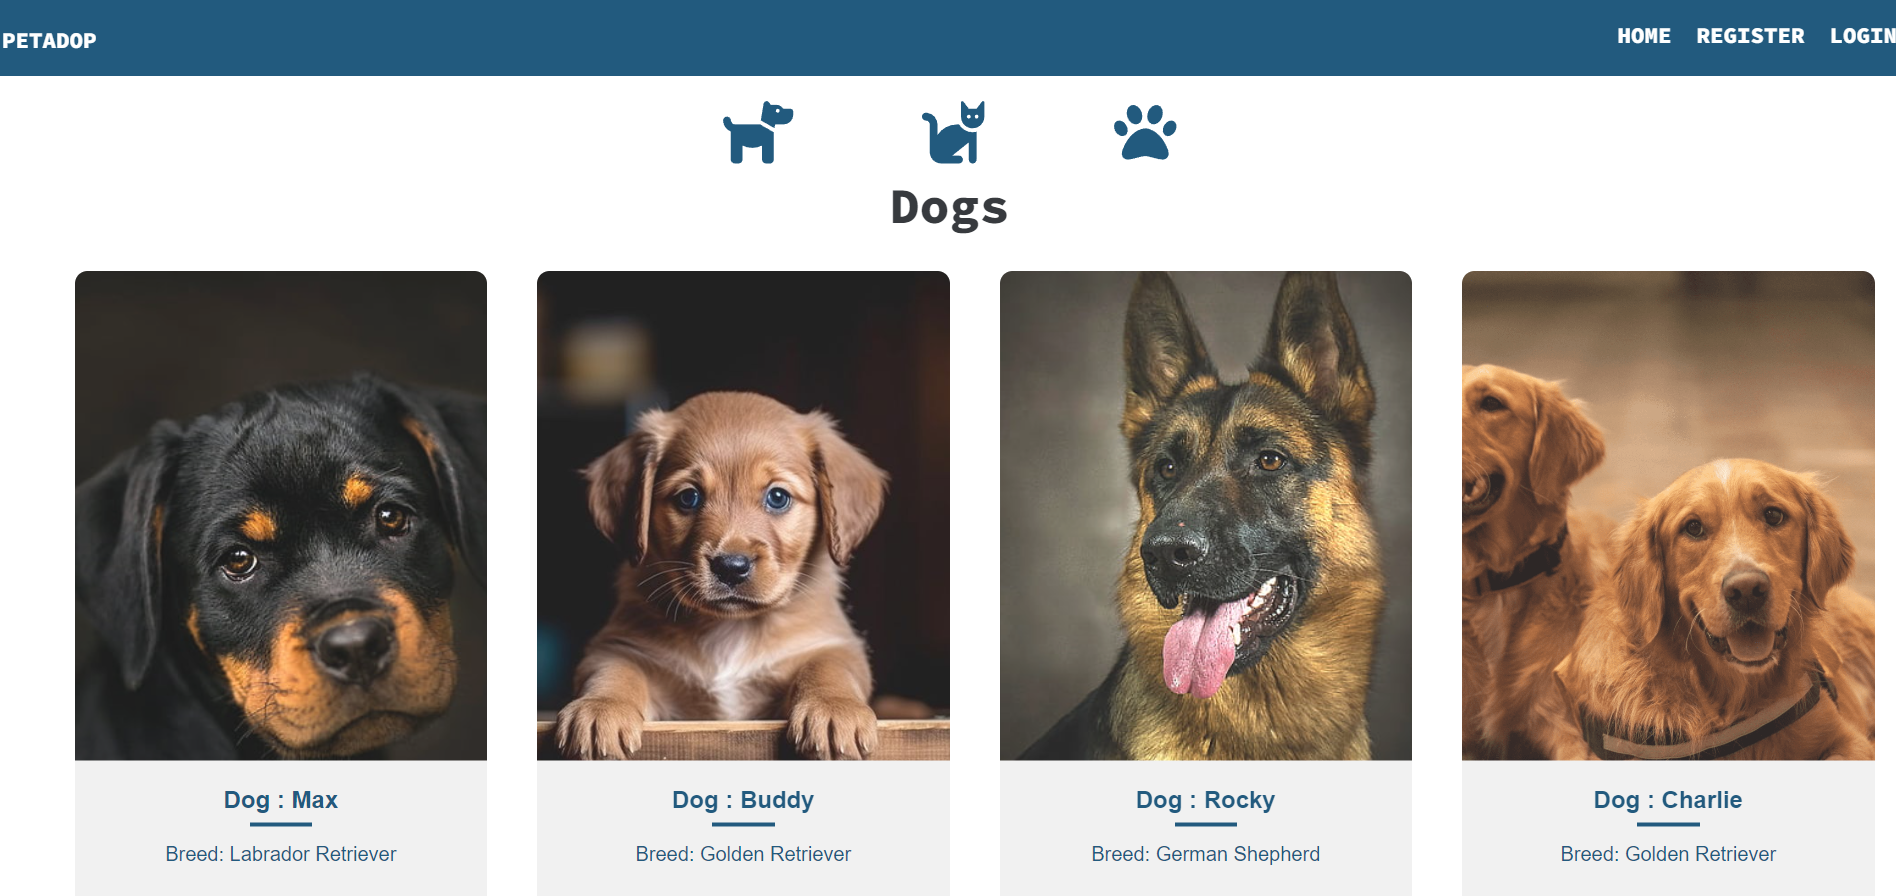 PETADOP
HOME REGISTER LOGIN
Dogs
Dog : Max
Breed: Labrador Retriever
Dog : Buddy
Breed: Golden Retriever
Dog : Rocky
Breed: German Shepherd
Dog : Charlie
Breed: Golden Retriever